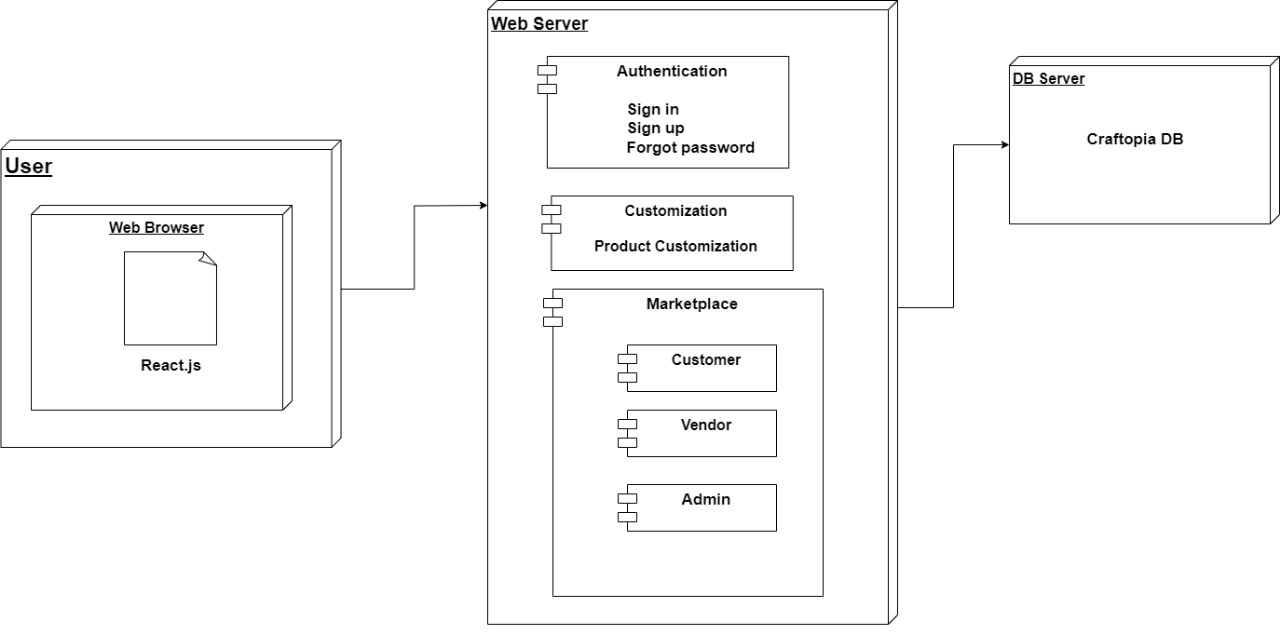 User
Web Browser
React.js
Web Server
Authentication
Sign in
Sign up
Forgot password
Customization
Product Customization
Marketplace
Customer
Vendor
Admin
DB Server
Craftopia DB